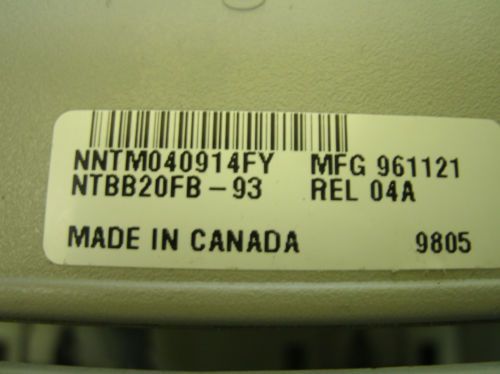 NNTM040914FY MFG 961121
NTBB20FB-93 REL 04A
MADE IN CANADA 9805